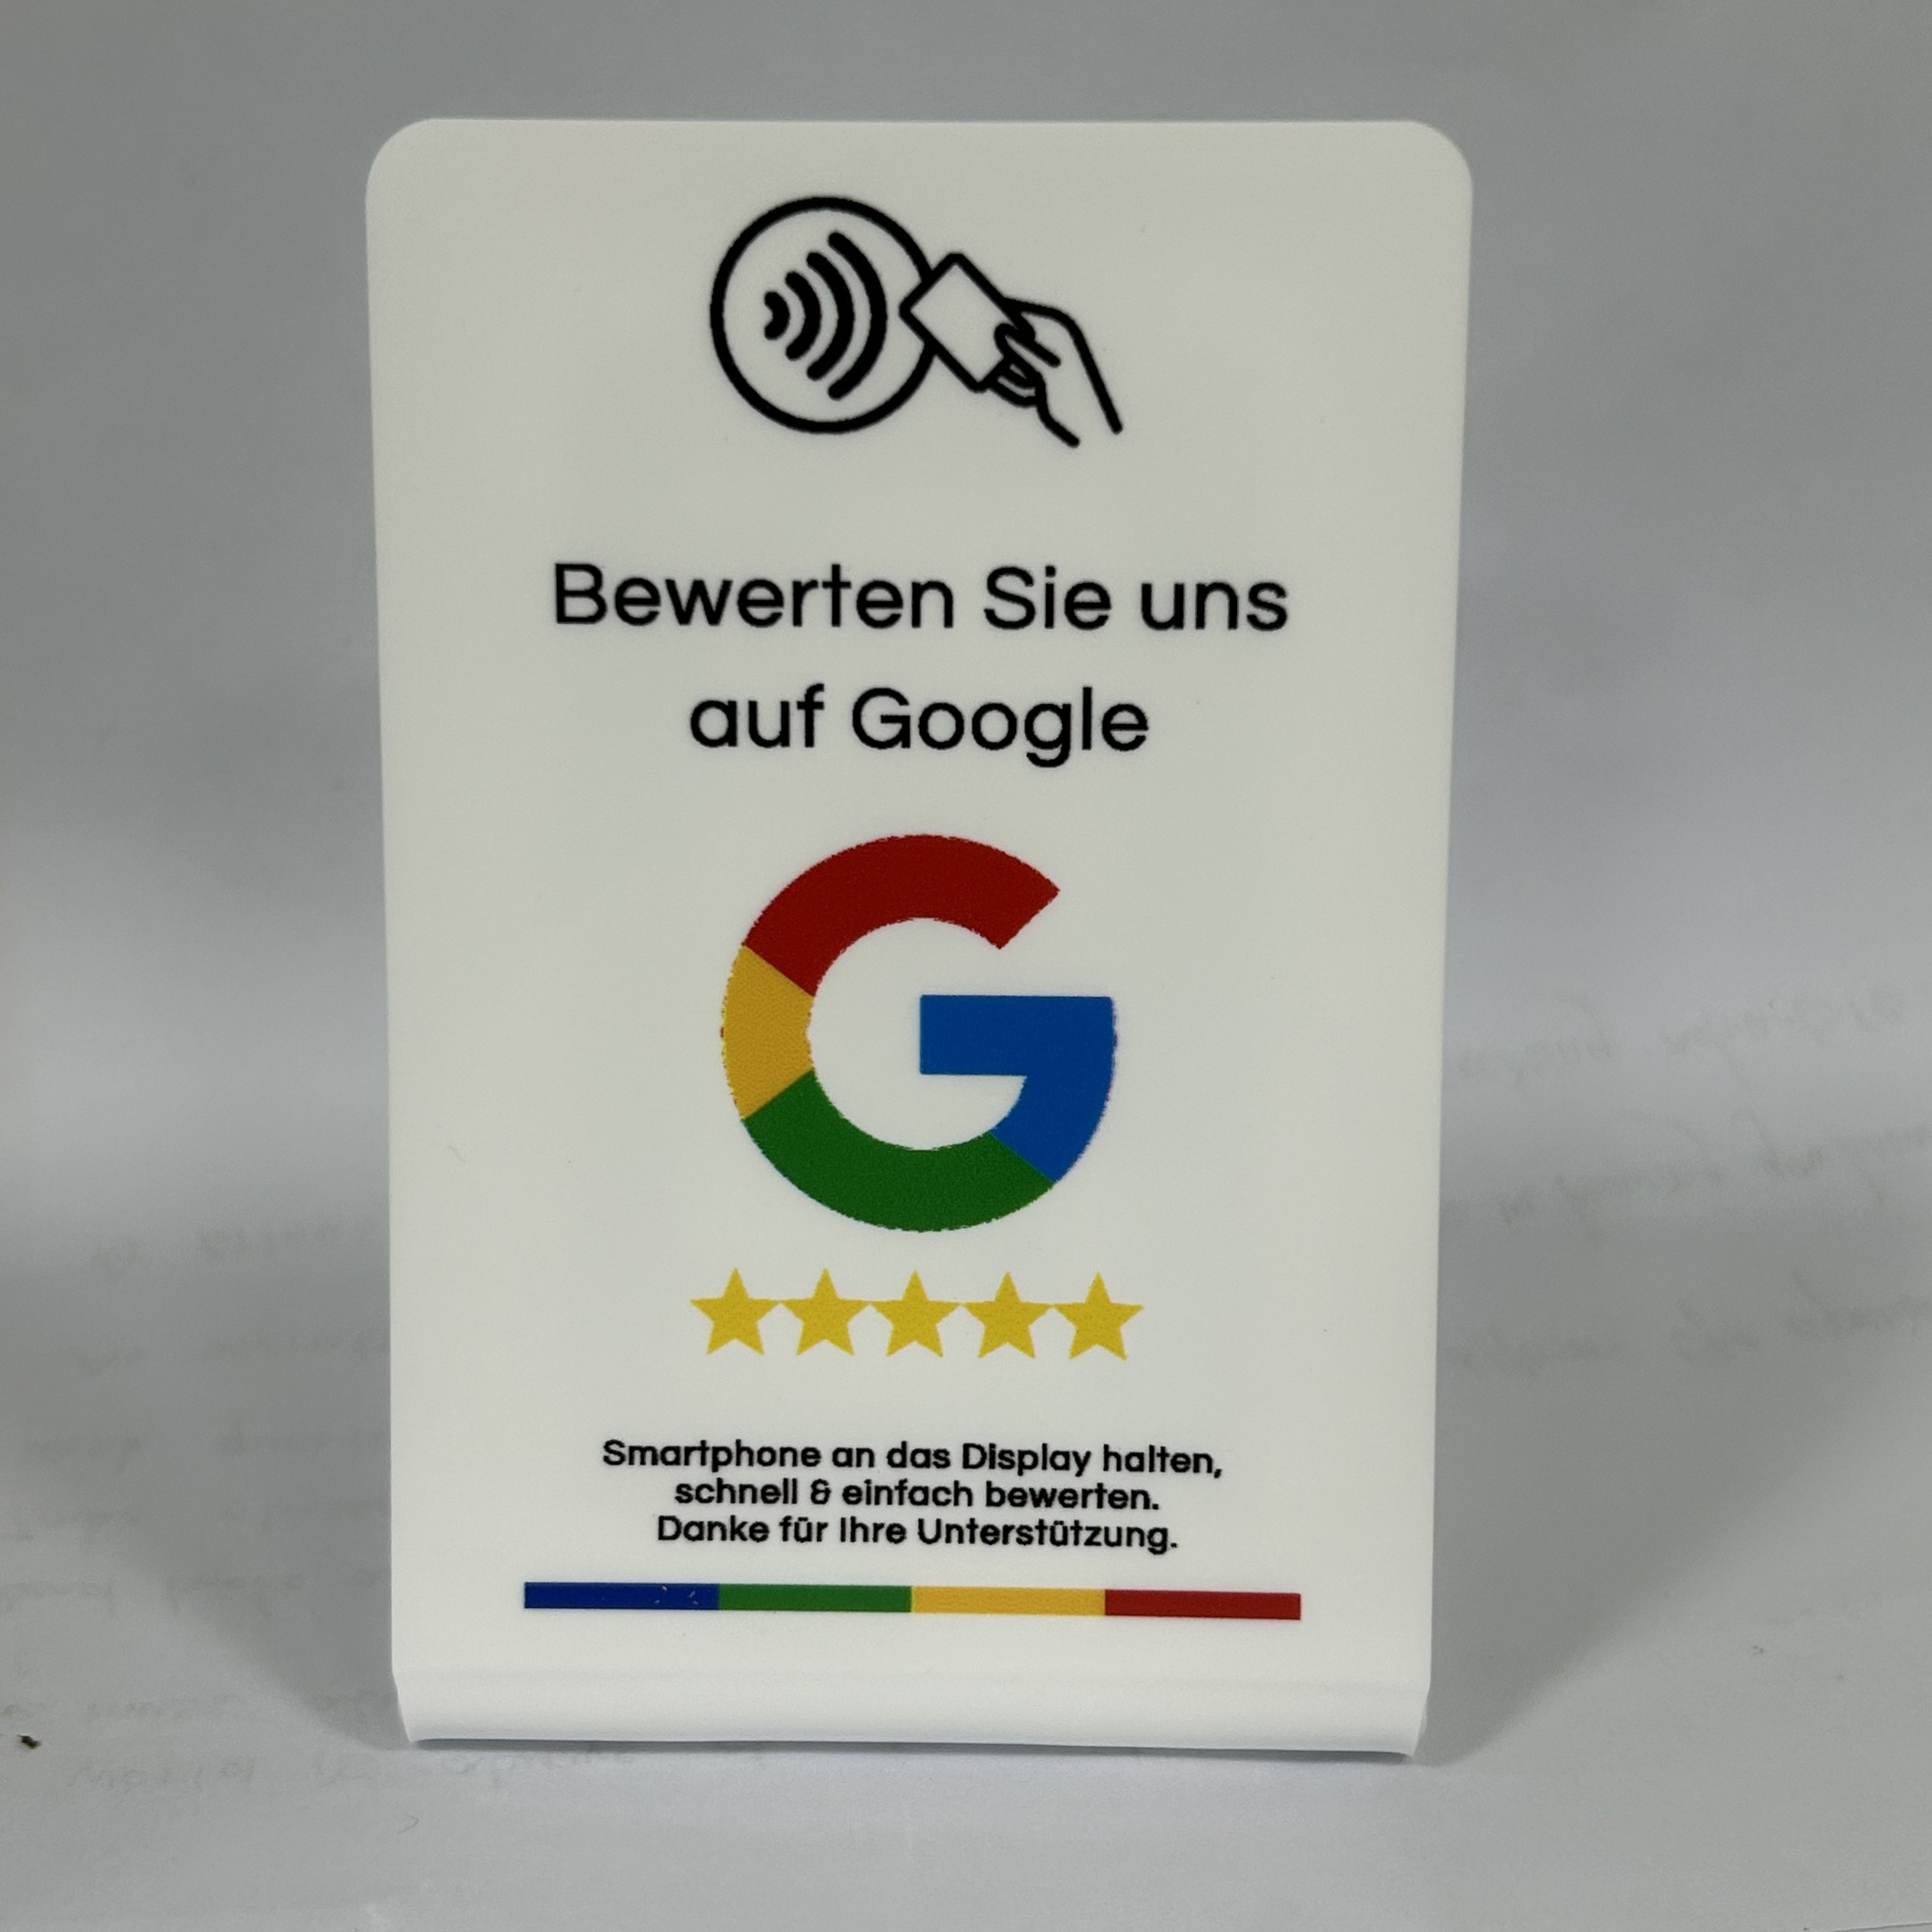 Bewerten Sie uns
auf Google
G
Smartphone an das Display halten,
schnell & einfach bewerten.
Danke für Ihre Unterstützung.